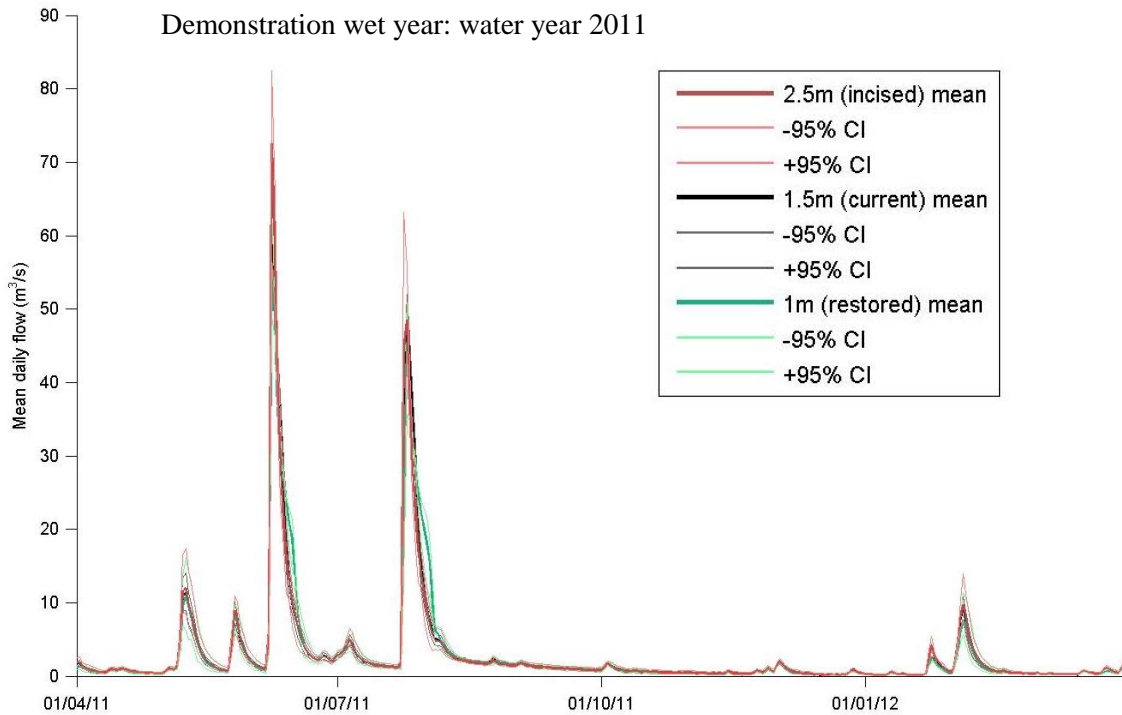 Demonstration wet year: water year 2011
90
80
70
60
50
40
30
20
10
0
Mean daily flow (m³/s)
2.5m (incised) mean
-95% CI
+95% CI
1.5m (current) mean
-95% CI
+95% CI
1m (restored) mean
-95% CI
+95% CI
01/04/11
01/07/11
01/10/11
01/01/12